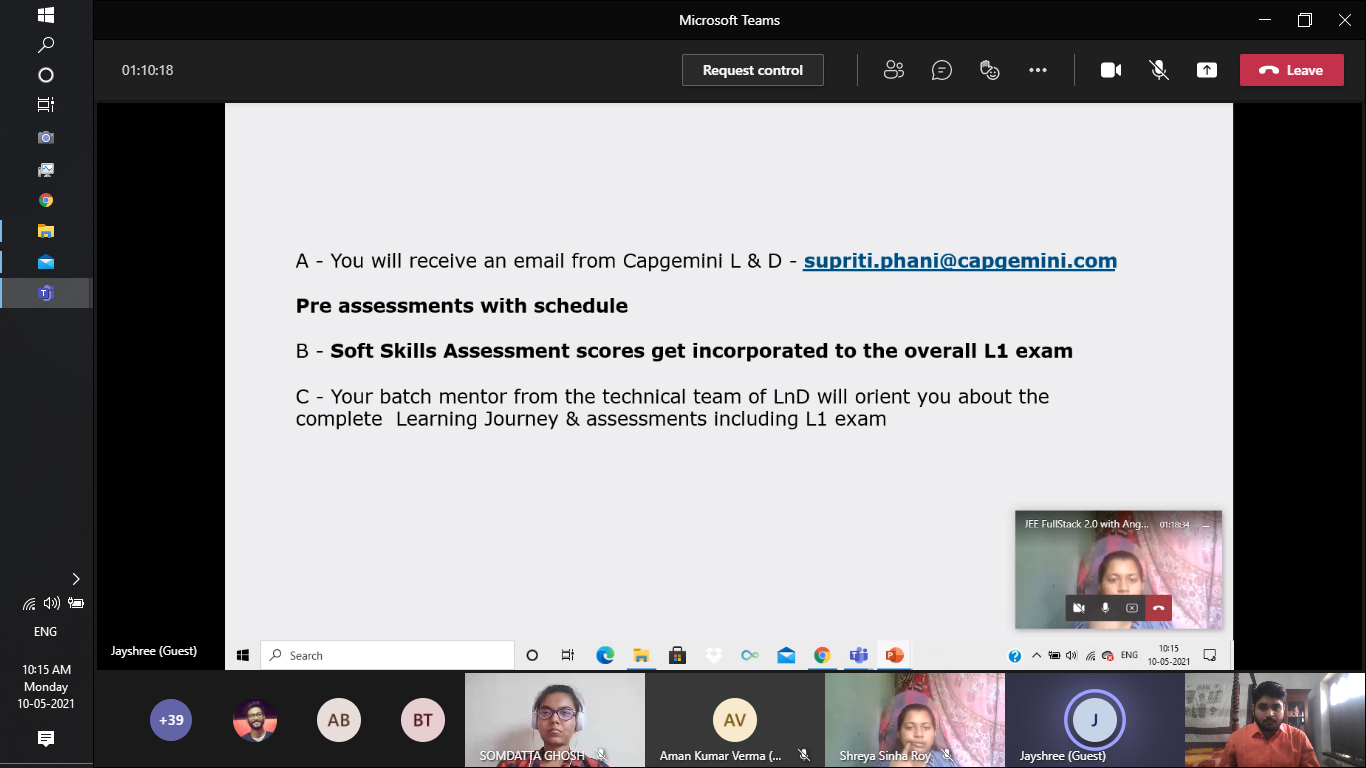 Microsoft Teams
01:10:18
Request control
Leave
A - You will receive an email from Capgemini L & D - supriti.phani@capgemini.com
Pre assessments with schedule
B - Soft Skills Assessment scores get incorporated to the overall L1 exam
C - Your batch mentor from the technical team of LnD will orient you about the
complete Learning Journey & assessments including L1 exam
JEE FullStack 2.0 with Ang... 01:18:34
Jayshree (Guest)
Search
ENG
10:15
10-05-2021
ENG
10:15 AM
Monday
10-05-2021
+39
AB
BT
SOMDATTA GHOSH
AV
Aman Kumar Verma (...
Shreya Sinha Roy
J
Jayshree (Guest)